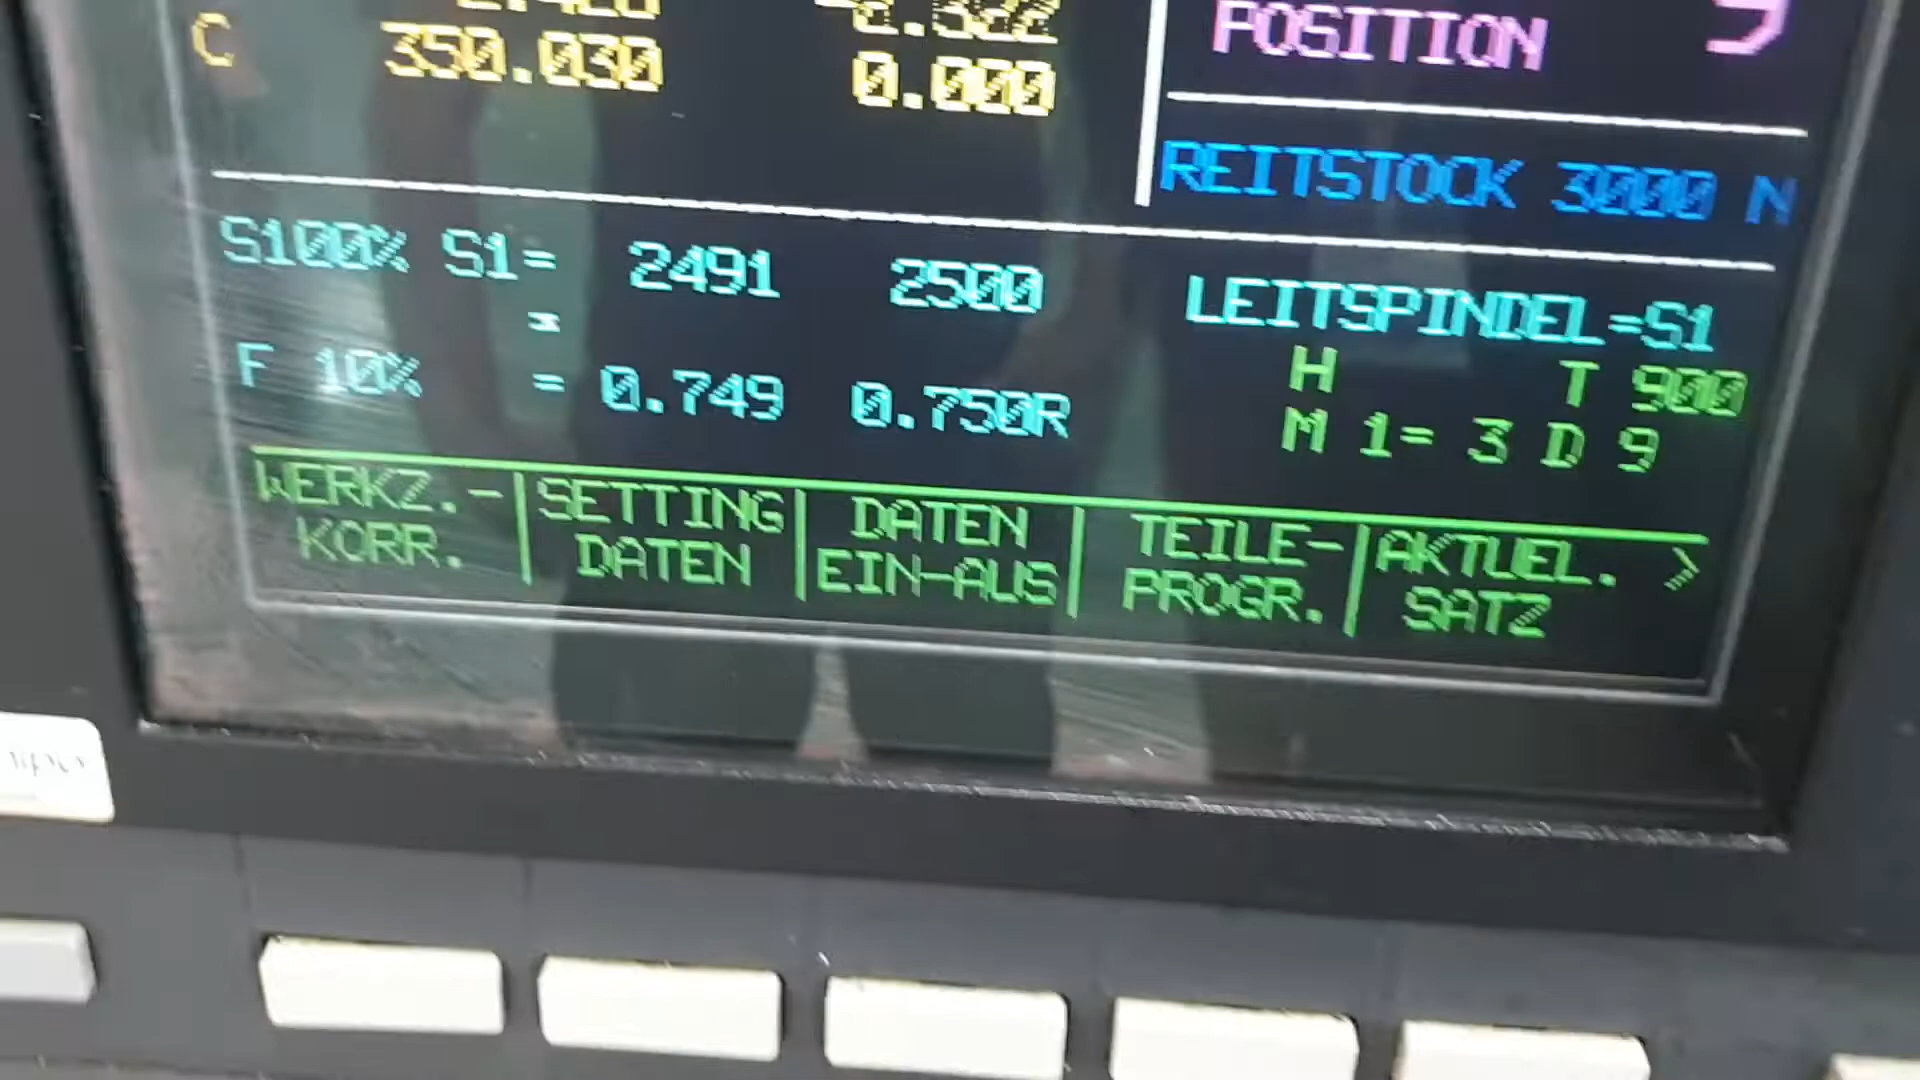 C 350.030 0.000
POSITION 9
REITSTOCK 3000 N
S100% S1= 2491 2500
=
F 10% = 0.749 0.750R
LEITSPINDEL=S1
H T 900
M 1= 3 D 9
WERKZ.-
KORR.
SETTING
DATEN
DATEN
EIN-AUS
TEILE-
PROGR.
AKTUEL.
SATZ
>